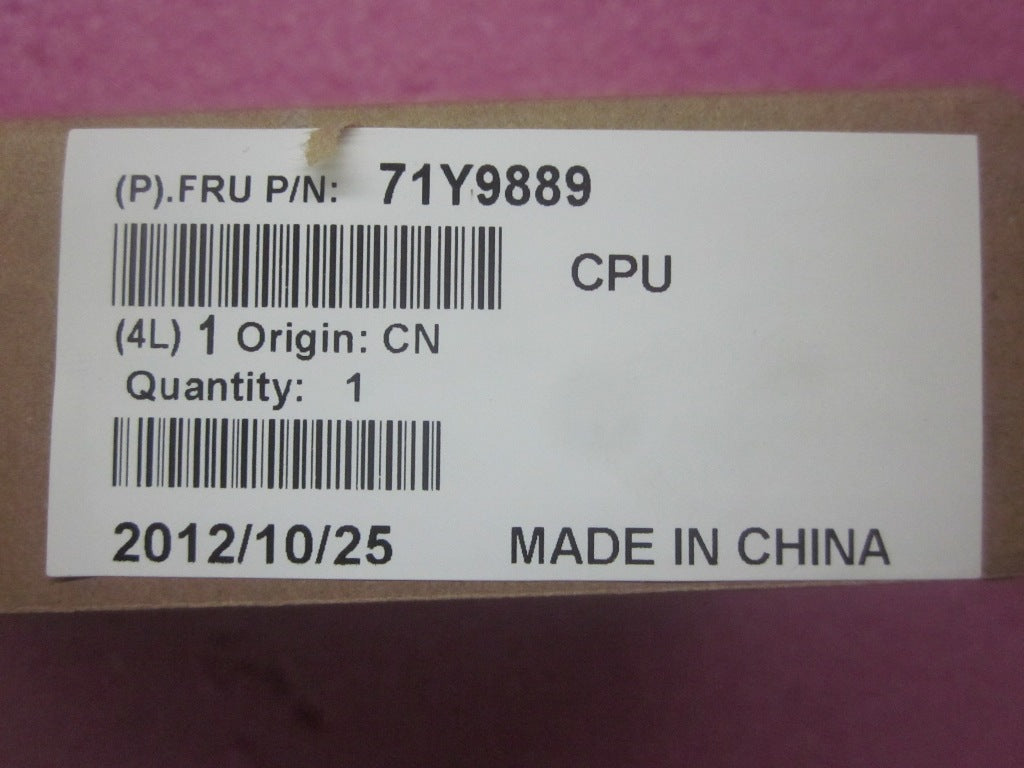 (P).FRU P/N: 71Y9889
CPU
(4L) 1 Origin: CN
Quantity: 1
2012/10/25 MADE IN CHINA